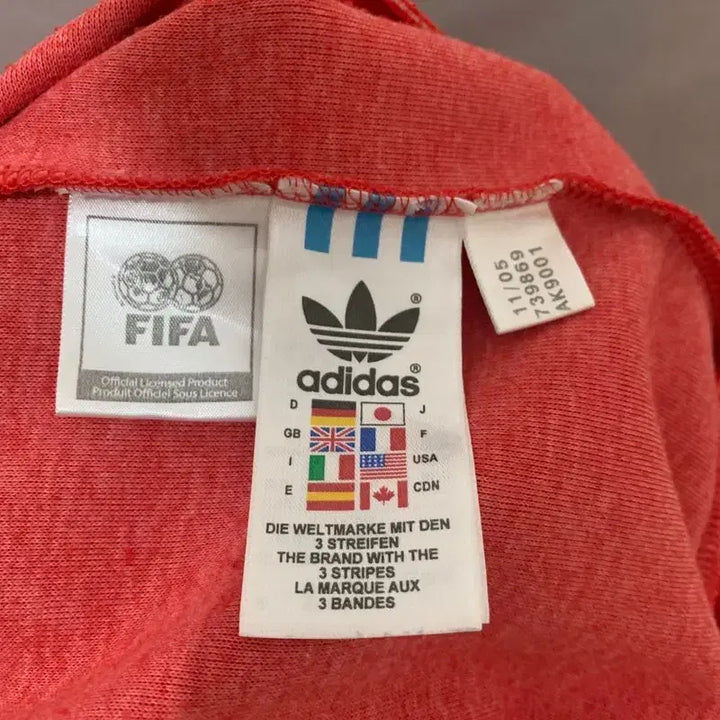 FIFA
Official Licensed Product
Produit Officiel Sous Licence
adidas®
D J
GB F
I USA
E CDN
DIE WELTMARKE MIT DEN
3 STREIFEN
THE BRAND WITH THE
3 STRIPES
LA MARQUE AUX
3 BANDES
11/05
739869
AK9001